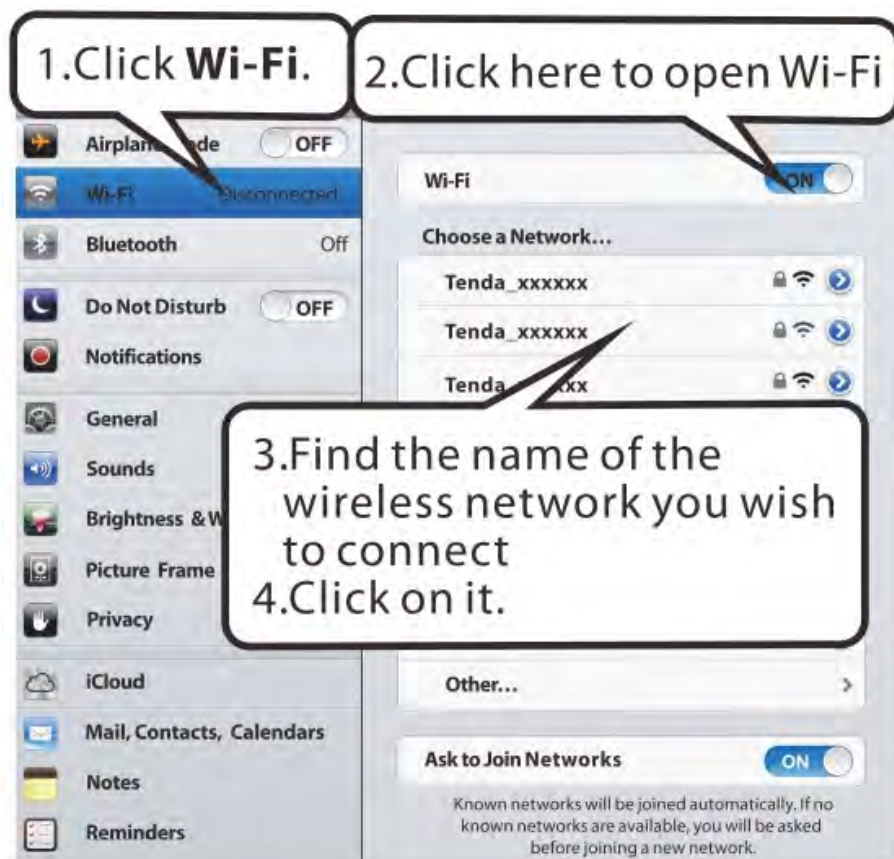 1.Click Wi-Fi.
2.Click here to open Wi-Fi
Airplane ode OFF
Wi-Fi Disconnected
Bluetooth Off
Do Not Disturb OFF
Notifications
General
Sounds
Brightness & W
Picture Frame
Privacy
iCloud
Mail, Contacts, Calendars
Notes
Reminders
Wi-Fi ON
Choose a Network...
Tenda_xxxxxx
Tenda_xxxxxx
Tenda xx
3.Find the name of the
wireless network you wish
to connect
4.Click on it.
Other...
Ask to Join Networks ON
Known networks will be joined automatically. If no
known networks are available, you will be asked
before joining a new network.